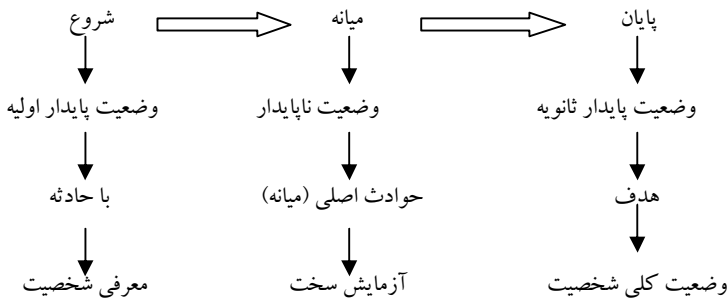 شروع میانه پایان
وضعیت پایدار اولیه وضعیت ناپایدار وضعیت پایدار ثانویه
با حادثه حوادث اصلی (میانه) هدف
معرفی شخصیت آزمایش سخت وضعیت کلی شخصیت